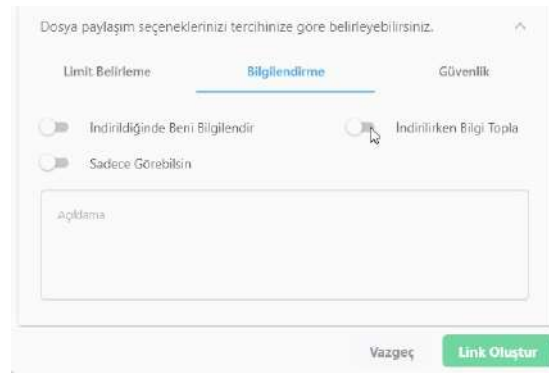 Dosya paylaşım seçeneklerinizi tercihinize göre belirleyebilirsiniz.
Limit Belirleme Bilgilendirme Güvenlik
İndirildiğinde Beni Bilgilendir İndirilirken Bilgi Topla
Sadece Görebilsin
Açıklama
Vazgeç Link Oluştur